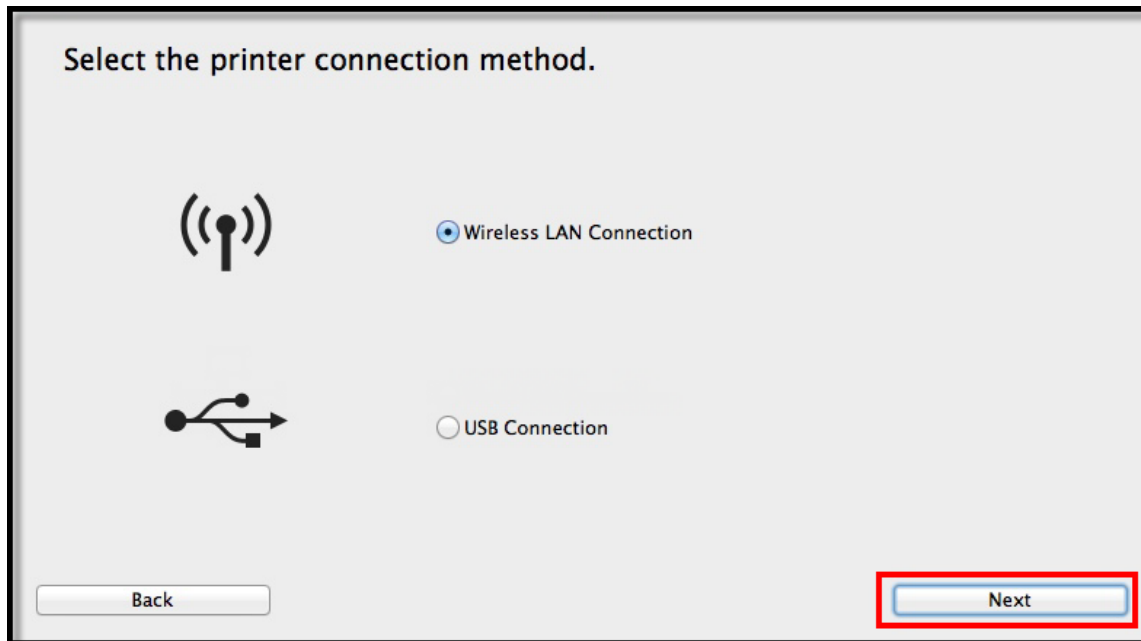 Select the printer connection method.
Wireless LAN Connection
USB Connection
Back
Next